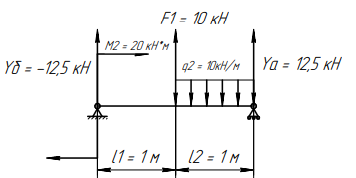 F1 = 10 кН
M2 = 20 кН*м
Yб = −12,5 кН
q2 = 10кН/м
Yа = 12,5 кН
l1 = 1 м
l2 = 1 м